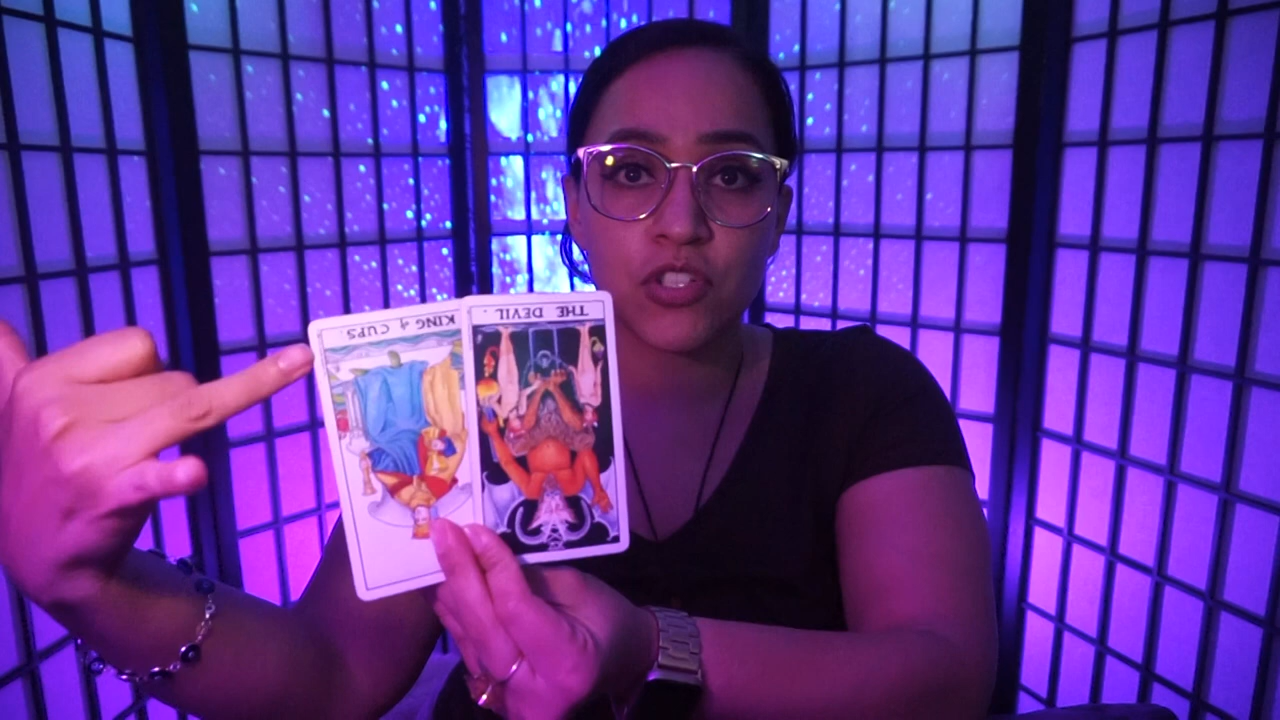 KING of CUPS.
THE DEVIL.